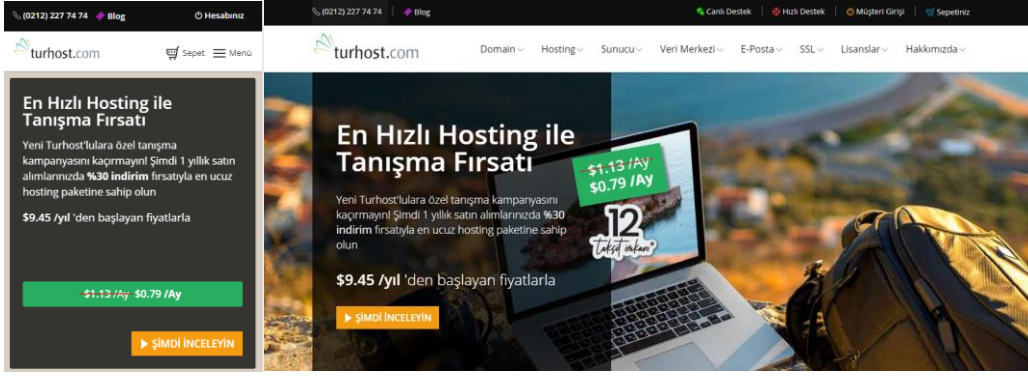 (0212) 227 74 74 Blog Hesabınız
turhost.com Sepet Menü
En Hızlı Hosting ile
Tanışma Fırsatı
Yeni Turhost'lulara özel tanışma
kampanyasını kaçırmayın! Şimdi 1 yıllık satın
alımlarınızda %30 indirim fırsatıyla en ucuz
hosting paketine sahip olun
$9.45 /yıl 'den başlayan fiyatlarla
$1.13 /Ay $0.79 /Ay
ŞİMDİ İNCELEYİN
(0212) 227 74 74 Blog Canlı Destek Hızlı Destek Müşteri Girişi Sepetiniz
turhost.com Domain Hosting Sunucu Veri Merkezi E-Posta SSL Lisanslar Hakkımızda
En Hızlı Hosting ile
Tanışma Fırsatı
$1.13 /Ay
$0.79 /Ay
Yeni Turhost'lulara özel tanışma kampanyasını
kaçırmayın! Şimdi 1 yıllık satın alımlarınızda %30
indirim fırsatıyla en ucuz hosting paketine sahip
olun
12
taksit imkanı
$9.45 /yıl 'den başlayan fiyatlarla
ŞİMDİ İNCELEYİN